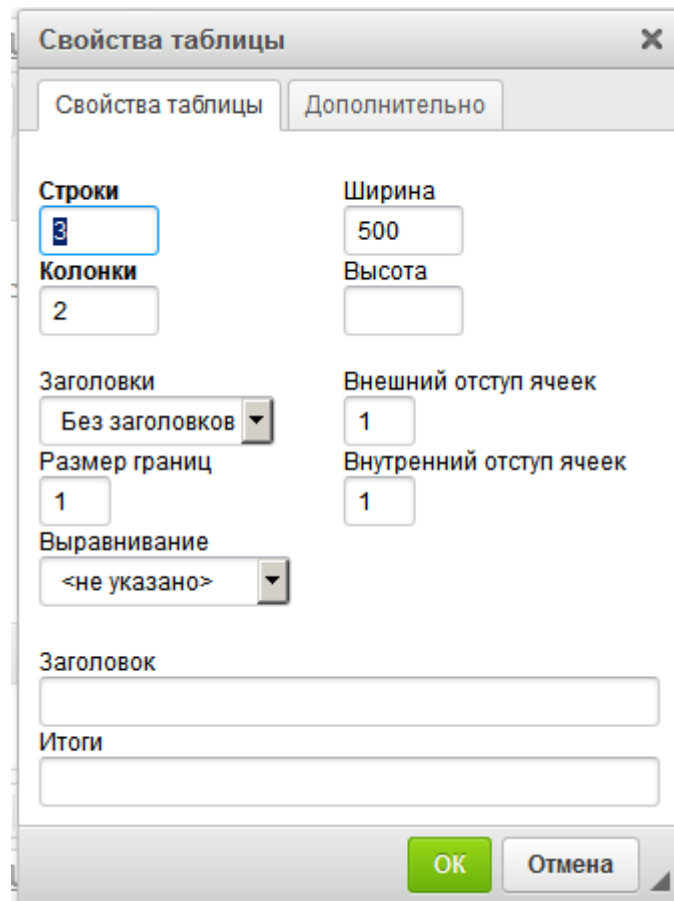 Свойства таблицы
Свойства таблицы Дополнительно
Строки Ширина
3 500
Колонки Высота
2
Заголовки Внешний отступ ячеек
Без заголовков 1
Размер границ Внутренний отступ ячеек
1 1
Выравнивание
<не указано>
Заголовок
Итоги
ОК Отмена